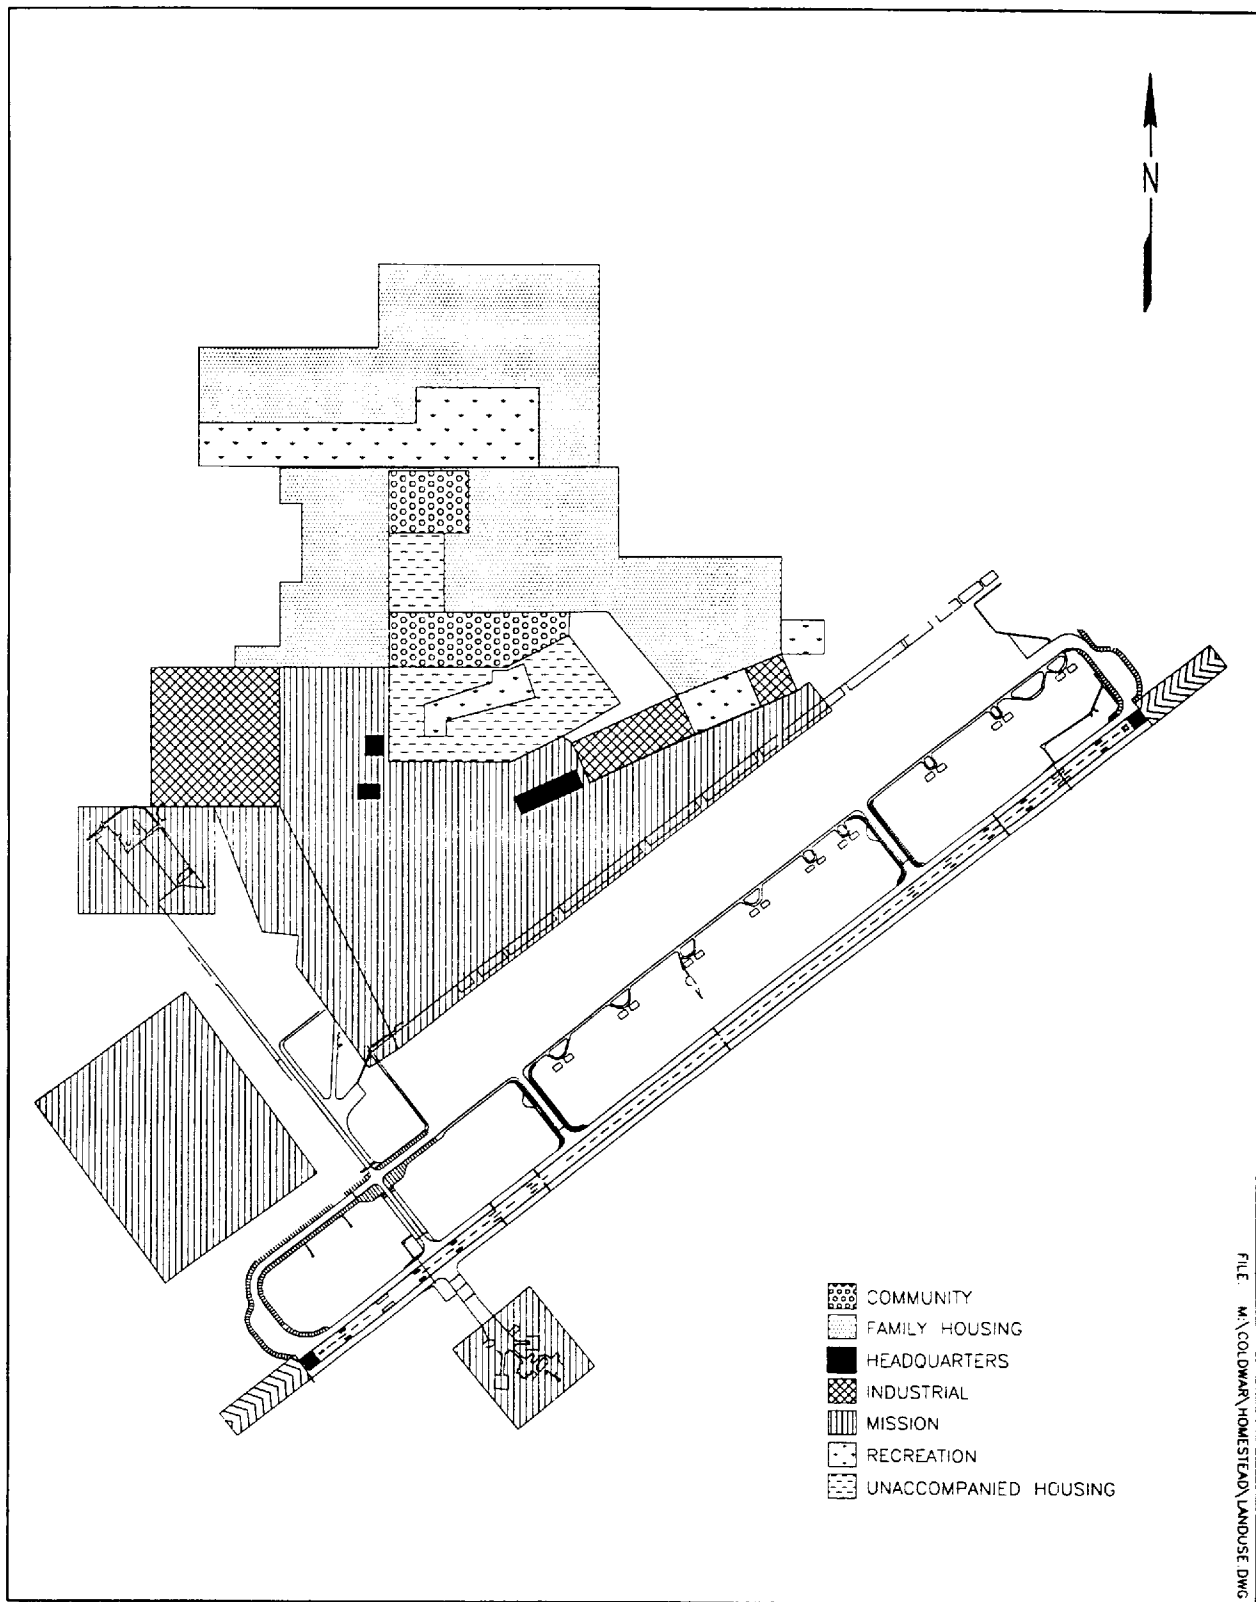 N
COMMUNITY
FAMILY HOUSING
HEADQUARTERS
INDUSTRIAL
MISSION
RECREATION
UNACCOMPANIED HOUSING
FILE: M:\COLDWAR\HOMESTEAD\LANDUSE.DWG